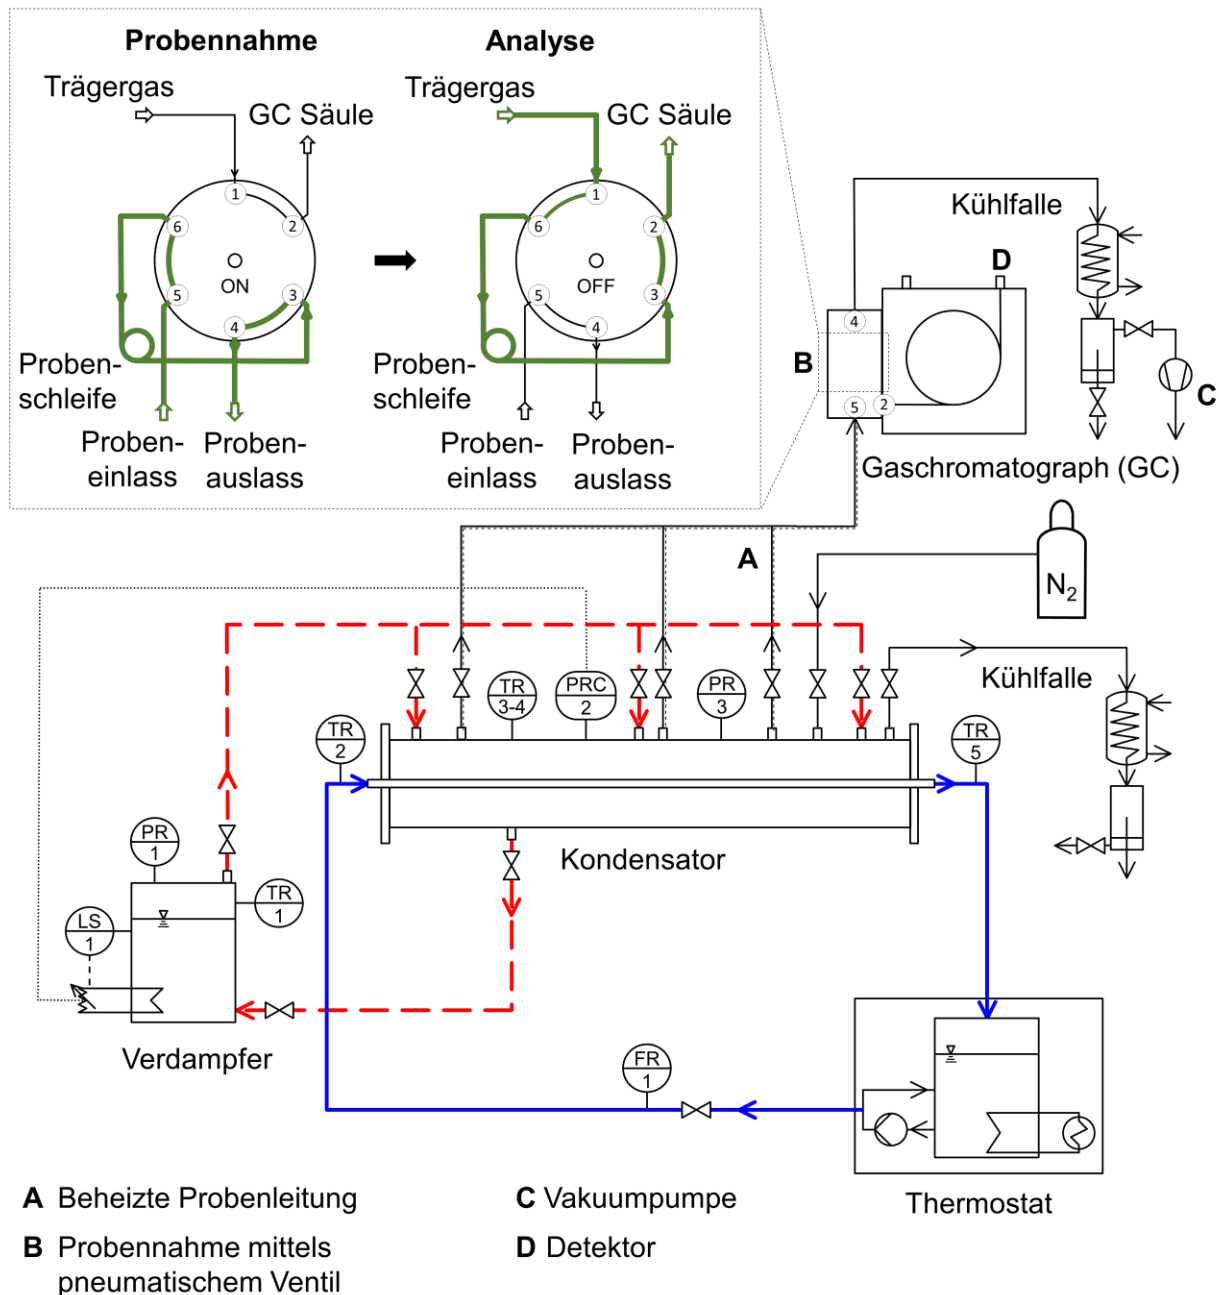 Probennahme
Analyse
Trägergas
GC Säule
1
2
3
4
5
6
ON
Proben-
schleife
Proben-
einlass
Proben-
auslass
Trägergas
GC Säule
1
2
3
4
5
6
OFF
Proben-
schleife
Proben-
einlass
Proben-
auslass
Kühlfalle
D
B
4
5
2
C
Gaschromatograph (GC)
A
N2
Kühlfalle
TR
2
TR
3-4
PRC
2
PR
3
TR
5
Kondensator
PR
1
TR
1
LS
1
Verdampfer
FR
1
Thermostat
A Beheizte Probenleitung
B Probennahme mittels
pneumatischem Ventil
C Vakuumpumpe
D Detektor